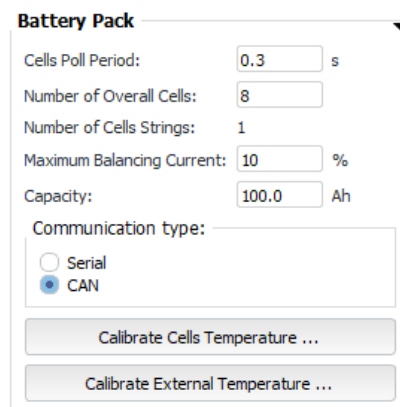 Battery Pack
Cells Poll Period: 0.3 s
Number of Overall Cells: 8
Number of Cells Strings: 1
Maximum Balancing Current: 10 %
Capacity: 100.0 Ah
Communication type:
Serial
CAN
Calibrate Cells Temperature ...
Calibrate External Temperature ...